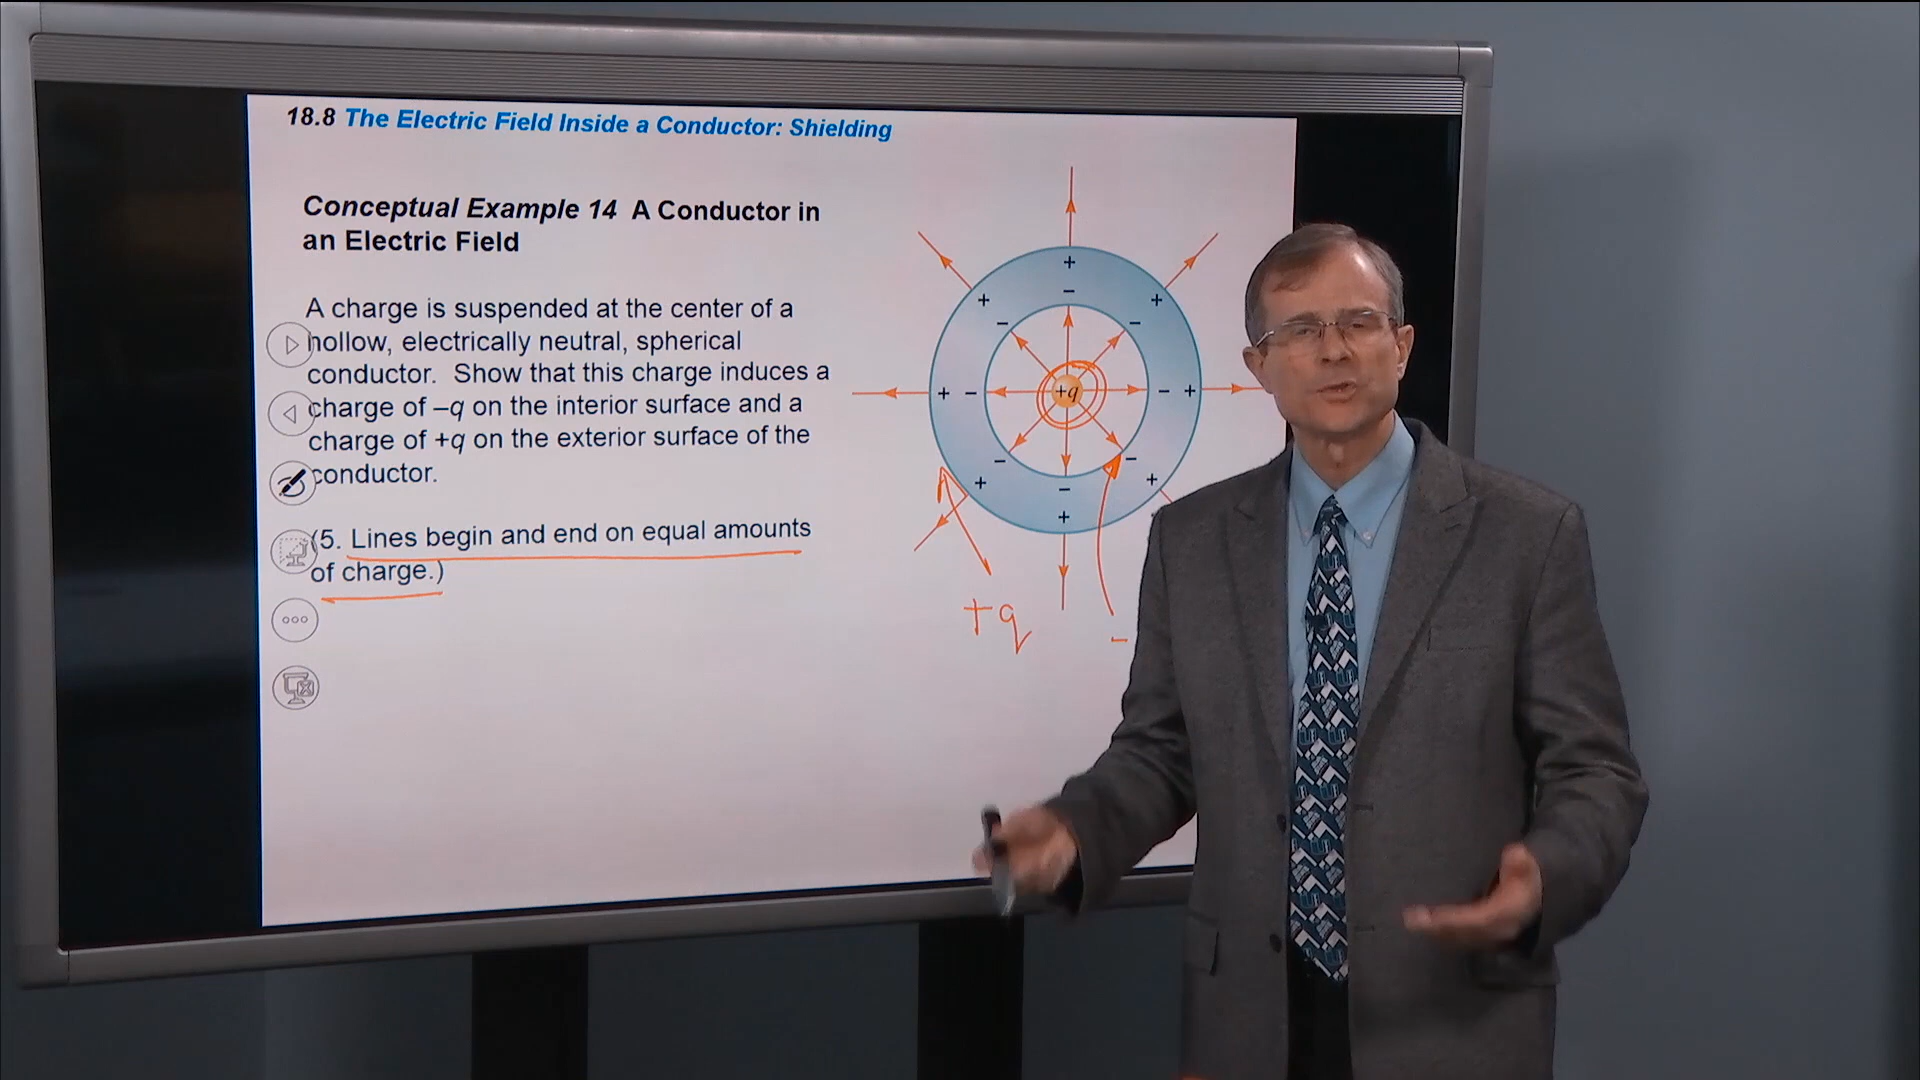 18.8 The Electric Field Inside a Conductor: Shielding
Conceptual Example 14 A Conductor in
an Electric Field
A charge is suspended at the center of a
hollow, electrically neutral, spherical
conductor. Show that this charge induces a
charge of –q on the interior surface and a
charge of +q on the exterior surface of the
conductor.
(5. Lines begin and end on equal amounts
of charge.)
+
−
+ − − +
+ − +q − +
+ − − +
−
+
+q −